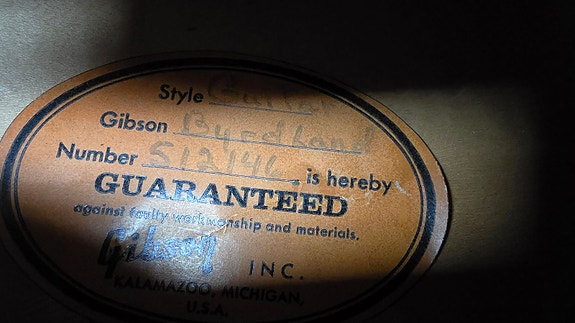 Style Guitar
Gibson Byrdland
Number 512146 is hereby
GUARANTEED
against faulty workmanship and materials.
Gibson INC.
KALAMAZOO, MICHIGAN,
U.S.A.